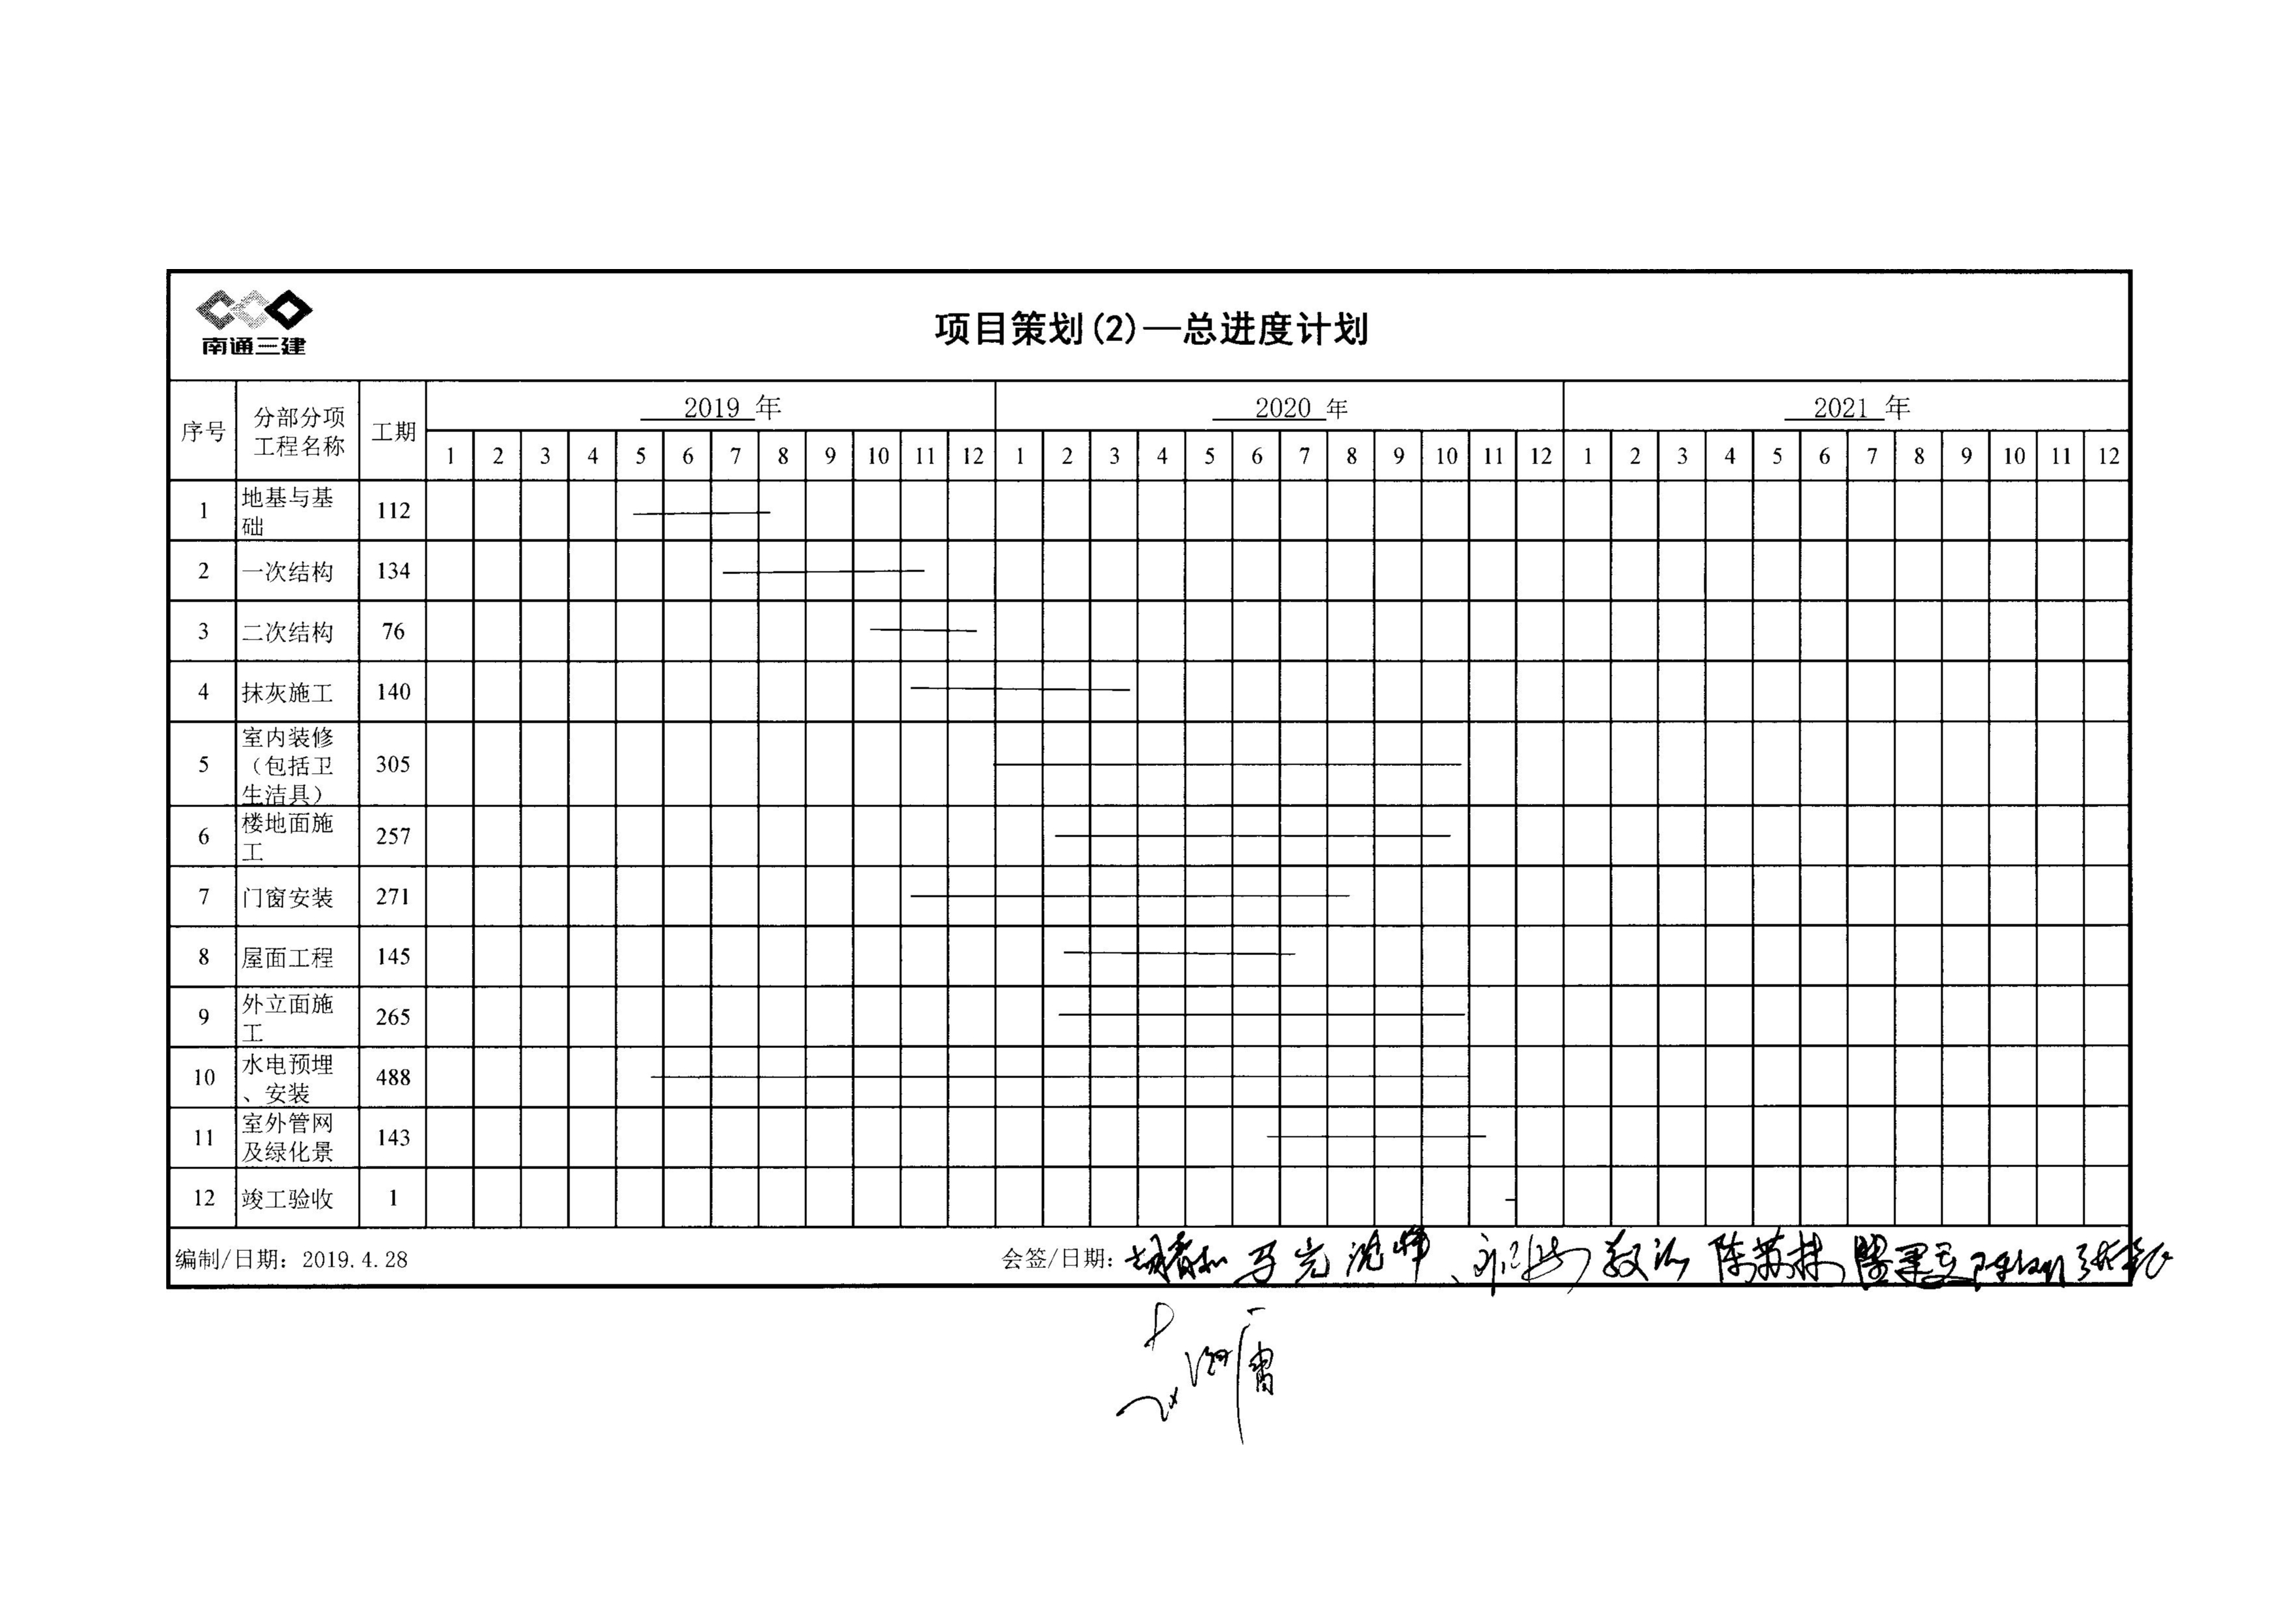 南通三建
项目策划(2)—总进度计划
序号 分部分项工程名称 工期 2019 年 2020 年 2021 年
1 2 3 4 5 6 7 8 9 10 11 12 1 2 3 4 5 6 7 8 9 10 11 12 1 2 3 4 5 6 7 8 9 10 11 12
1 地基与基础 112
2 一次结构 134
3 二次结构 76
4 抹灰施工 140
5 室内装修（包括卫生洁具） 305
6 楼地面施工 257
7 门窗安装 271
8 屋面工程 145
9 外立面施工 265
10 水电预埋、安装 488
11 室外管网及绿化景 143
12 竣工验收 1
编制/日期：2019.4.28 会签/日期：